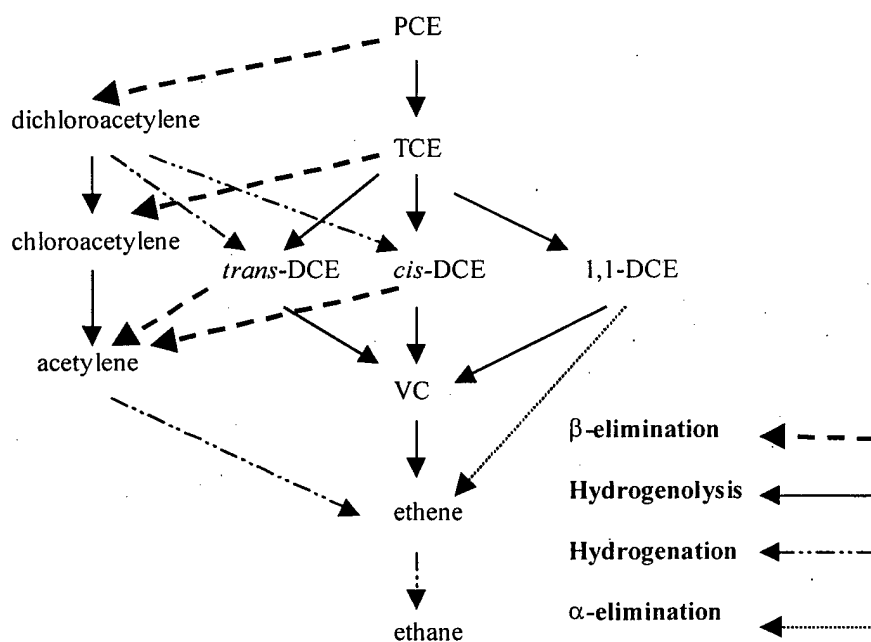 PCE
dichloroacetylene
TCE
chloroacetylene
trans-DCE cis-DCE 1,1-DCE
acetylene
VC
β-elimination
Hydrogenolysis
ethene
Hydrogenation
α-elimination
ethane